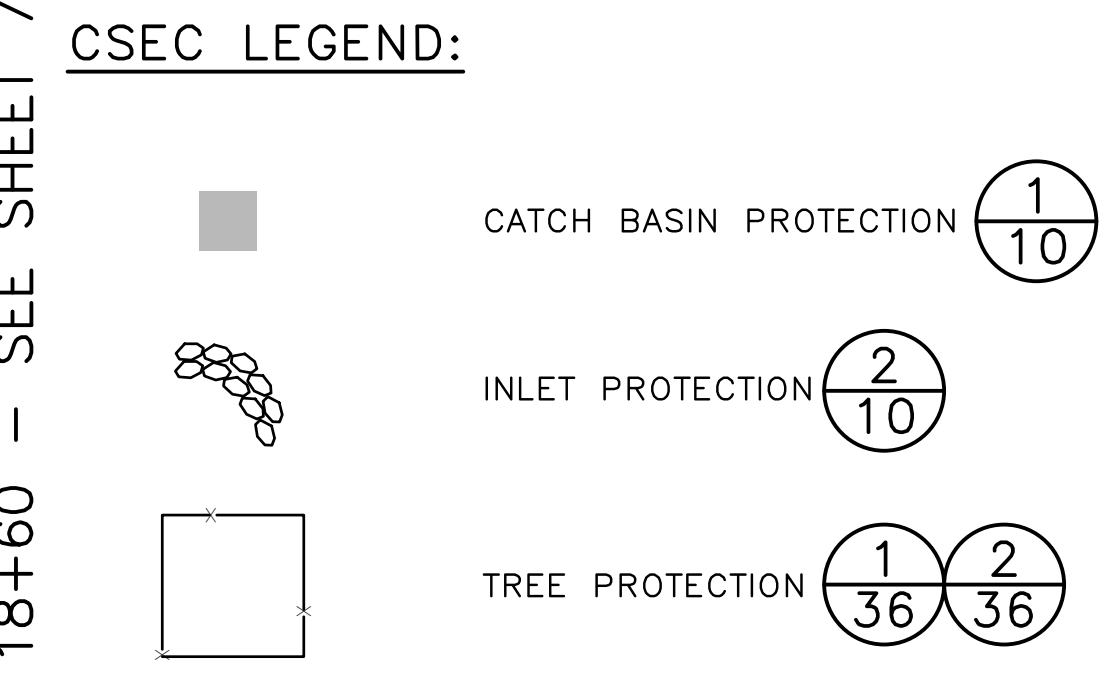 CSEC LEGEND:
CATCH BASIN PROTECTION
1
10
INLET PROTECTION
2
10
TREE PROTECTION
1
36
2
36
18+60 - SEE SHEET 7